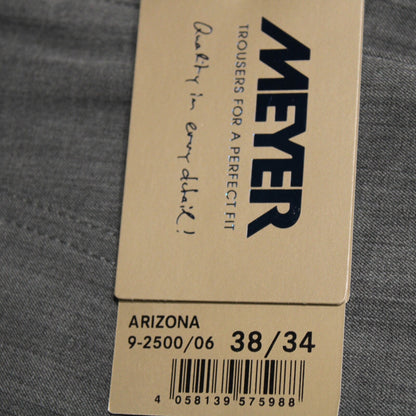 MEYER
TROUSERS FOR A PERFECT FIT
Quality in every detail!
ARIZONA
9-2500/06 38/34
4 058139 575988